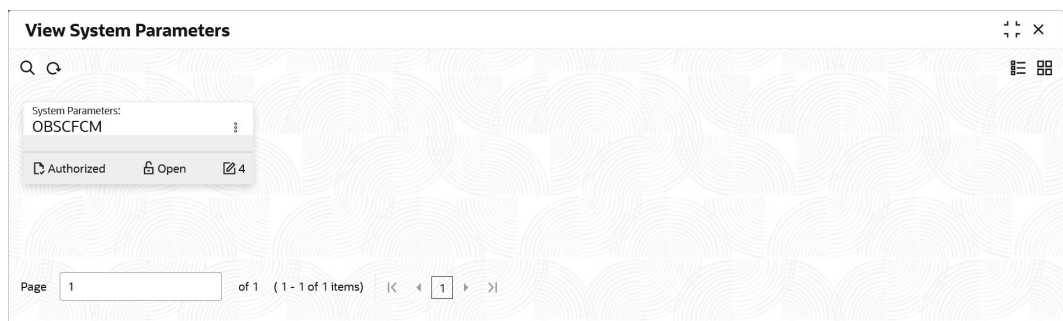 View System Parameters
System Parameters:
OBSCFCM
Authorized Open 4
Page 1 of 1 ( 1 - 1 of 1 items) 1